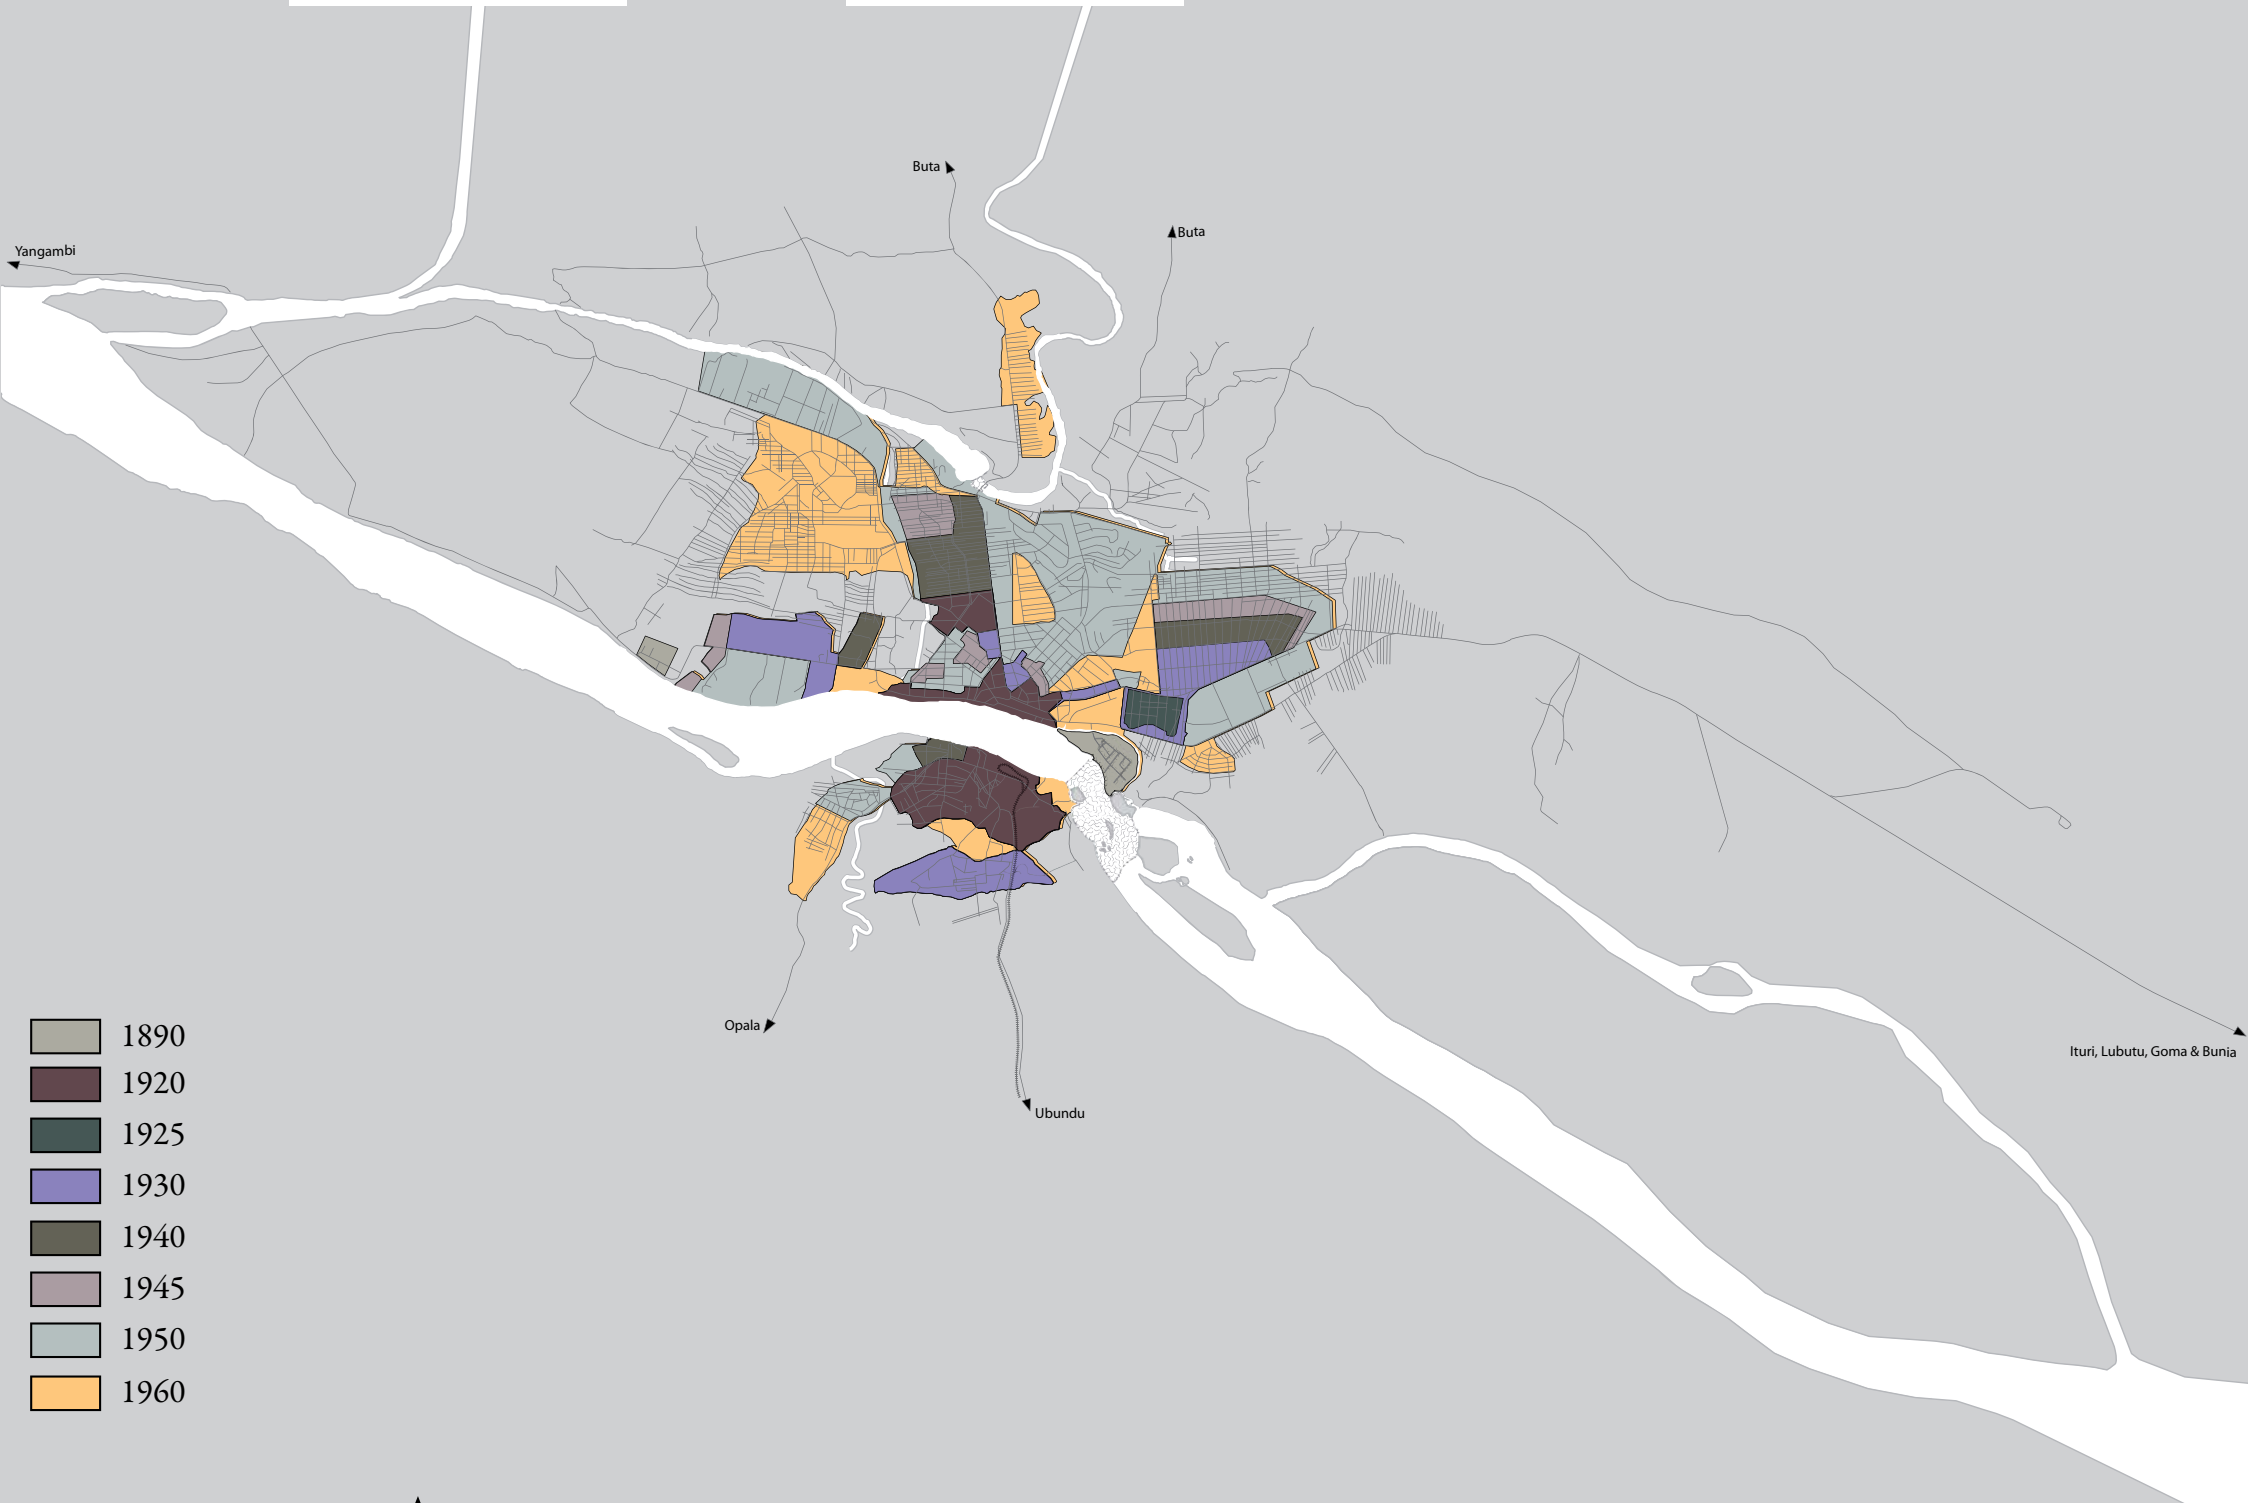 Buta
Buta
Yangambi
Opala
Ituri, Lubutu, Goma & Bunia
Ubundu
1890
1920
1925
1930
1940
1945
1950
1960